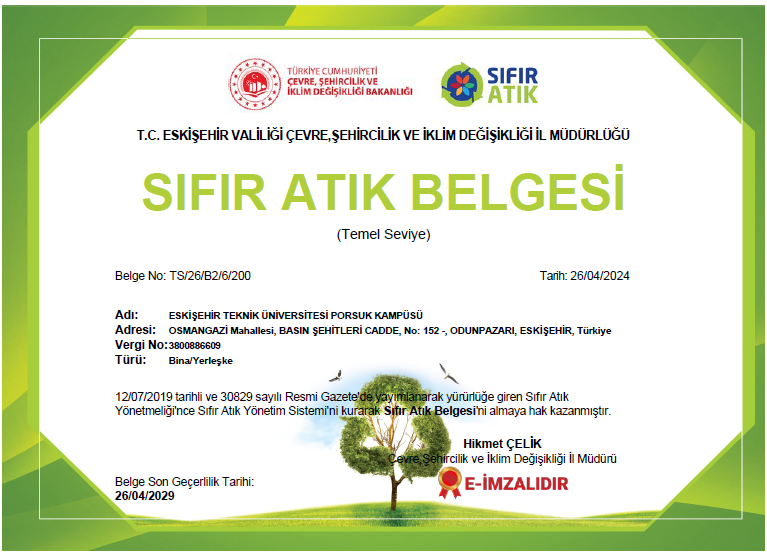 TÜRKİYE CUMHURİYETİ
ÇEVRE, ŞEHİRCİLİK VE
İKLİM DEĞİŞİKLİĞİ BAKANLIĞI
SIFIR
ATIK
T.C. ESKİŞEHİR VALİLİĞİ ÇEVRE,ŞEHİRCİLİK VE İKLİM DEĞİŞİKLİĞİ İL MÜDÜRLÜĞÜ
SIFIR ATIK BELGESİ
(Temel Seviye)
Belge No: TS/26/B2/6/200
Tarih: 26/04/2024
Adı: ESKİŞEHİR TEKNİK ÜNİVERSİTESİ PORSUK KAMPÜSÜ
Adresi: OSMANGAZİ Mahallesi, BASIN ŞEHİTLERİ CADDE, No: 152 -, ODUNPAZARI, ESKİŞEHİR, Türkiye
Vergi No: 3800886609
Türü: Bina/Yerleşke
12/07/2019 tarihli ve 30829 sayılı Resmi Gazete'de yayımlanarak yürürlüğe giren Sıfır Atık
Yönetmeliği'nce Sıfır Atık Yönetim Sistemi'ni kurarak Sıfır Atık Belgesi'ni almaya hak kazanmıştır.
Hikmet ÇELİK
Çevre,Şehircilik ve İklim Değişikliği İl Müdürü
E-İMZALIDIR
Belge Son Geçerlilik Tarihi:
26/04/2029